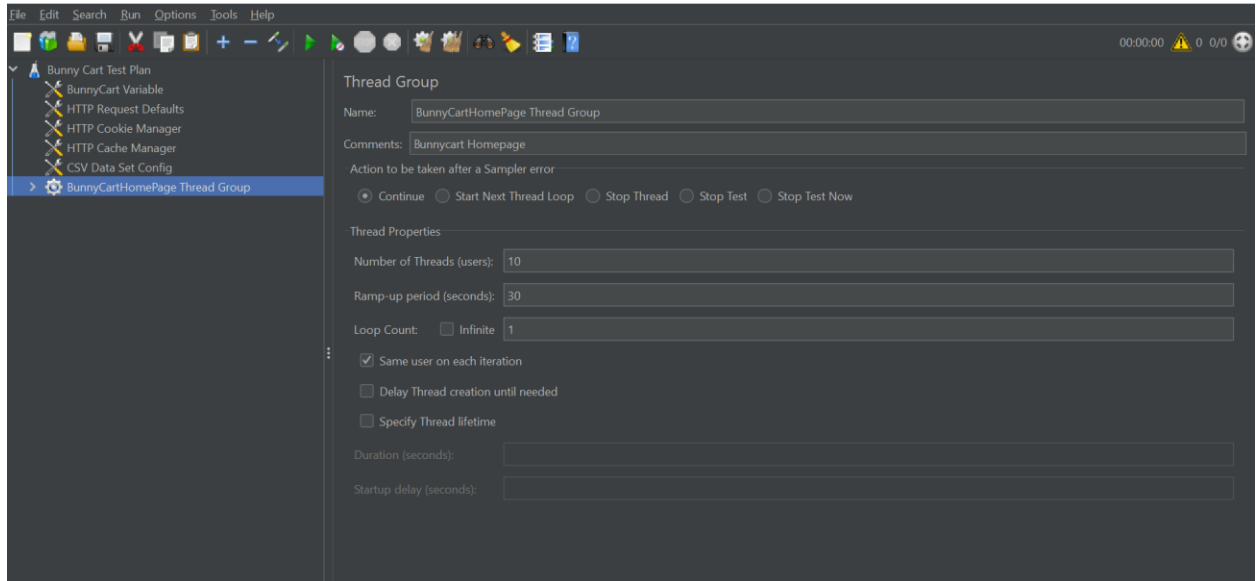 File Edit Search Run Options Tools Help
00:00:00 0 0/0
Bunny Cart Test Plan
BunnyCart Variable
HTTP Request Defaults
HTTP Cookie Manager
HTTP Cache Manager
CSV Data Set Config
BunnyCartHomePage Thread Group
Thread Group
Name: BunnyCartHomePage Thread Group
Comments: Bunnycart Homepage
Action to be taken after a Sampler error
Continue Start Next Thread Loop Stop Thread Stop Test Stop Test Now
Thread Properties
Number of Threads (users): 10
Ramp-up period (seconds): 30
Loop Count: Infinite 1
Same user on each iteration
Delay Thread creation until needed
Specify Thread lifetime
Duration (seconds):
Startup delay (seconds):